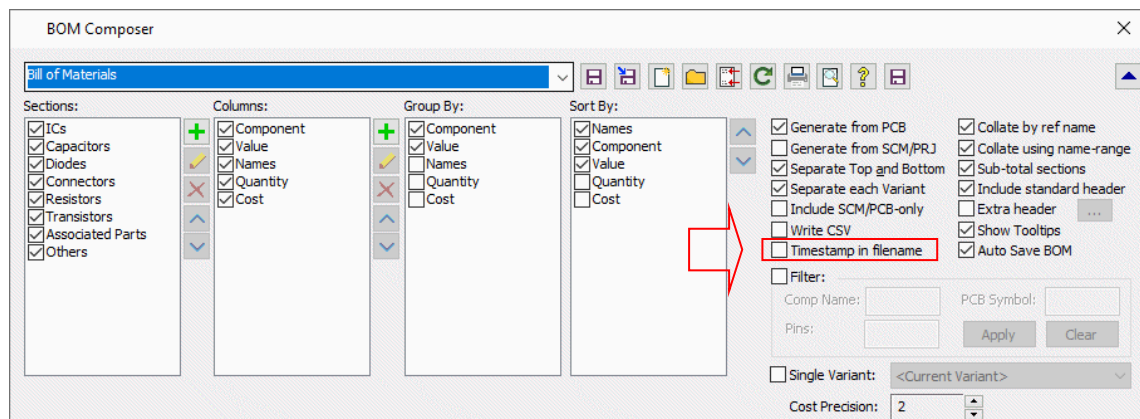 BOM Composer
Bill of Materials
Sections:
ICs
Capacitors
Diodes
Connectors
Resistors
Transistors
Associated Parts
Others
Columns:
Component
Value
Names
Quantity
Cost
Group By:
Component
Value
Names
Quantity
Cost
Sort By:
Names
Component
Value
Quantity
Cost
Generate from PCB
Generate from SCM/PRJ
Separate Top and Bottom
Separate each Variant
Include SCM/PCB-only
Write CSV
Timestamp in filename
Collate by ref name
Collate using name-range
Sub-total sections
Include standard header
Extra header ...
Show Tooltips
Auto Save BOM
Filter:
Comp Name: PCB Symbol:
Pins: Apply Clear
Single Variant: <Current Variant>
Cost Precision: 2